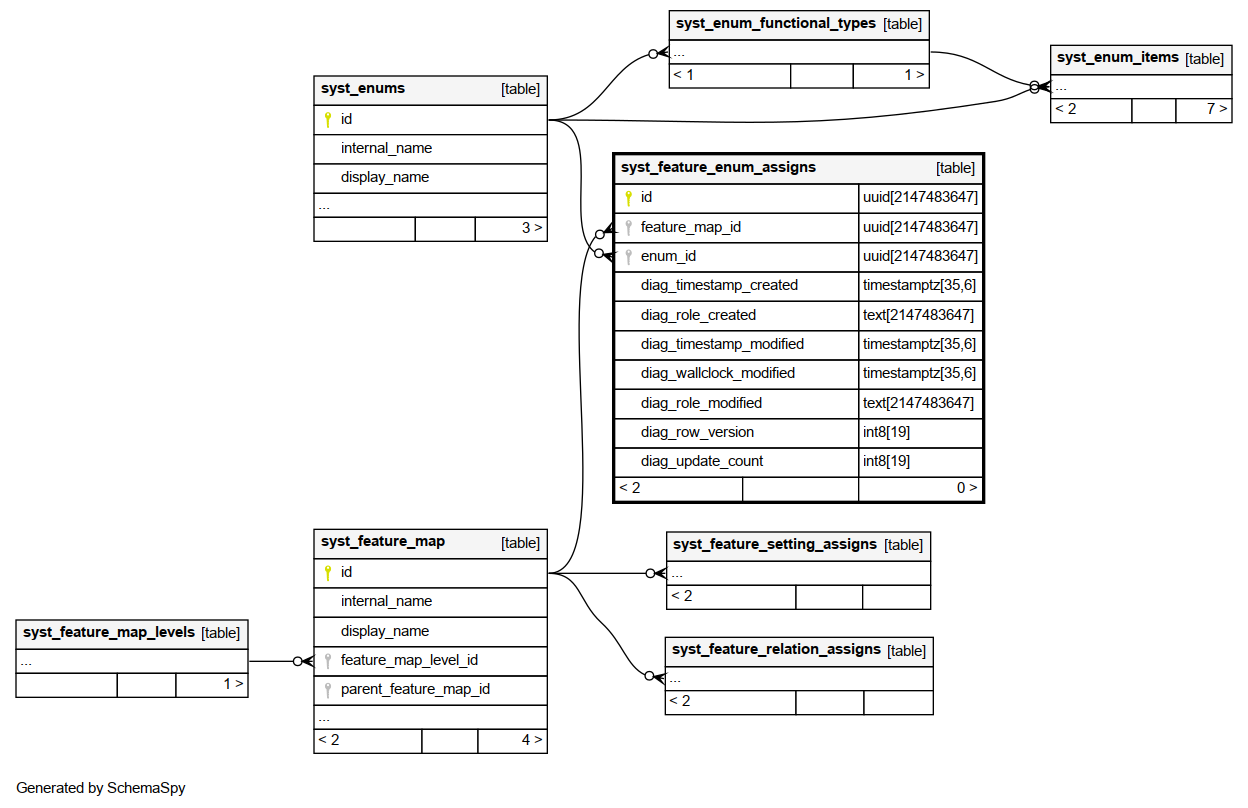 syst_enum_functional_types [table]
...
< 1 1 >
syst_enum_items [table]
...
< 2 7 >
syst_enums [table]
id
internal_name
display_name
...
3 >
syst_feature_enum_assigns [table]
id uuid[2147483647]
feature_map_id uuid[2147483647]
enum_id uuid[2147483647]
diag_timestamp_created timestamptz[35,6]
diag_role_created text[2147483647]
diag_timestamp_modified timestamptz[35,6]
diag_wallclock_modified timestamptz[35,6]
diag_role_modified text[2147483647]
diag_row_version int8[19]
diag_update_count int8[19]
< 2 0 >
syst_feature_map [table]
id
internal_name
display_name
feature_map_level_id
parent_feature_map_id
...
< 2 4 >
syst_feature_setting_assigns [table]
...
< 2
syst_feature_map_levels [table]
...
1 >
syst_feature_relation_assigns [table]
...
< 2
Generated by SchemaSpy